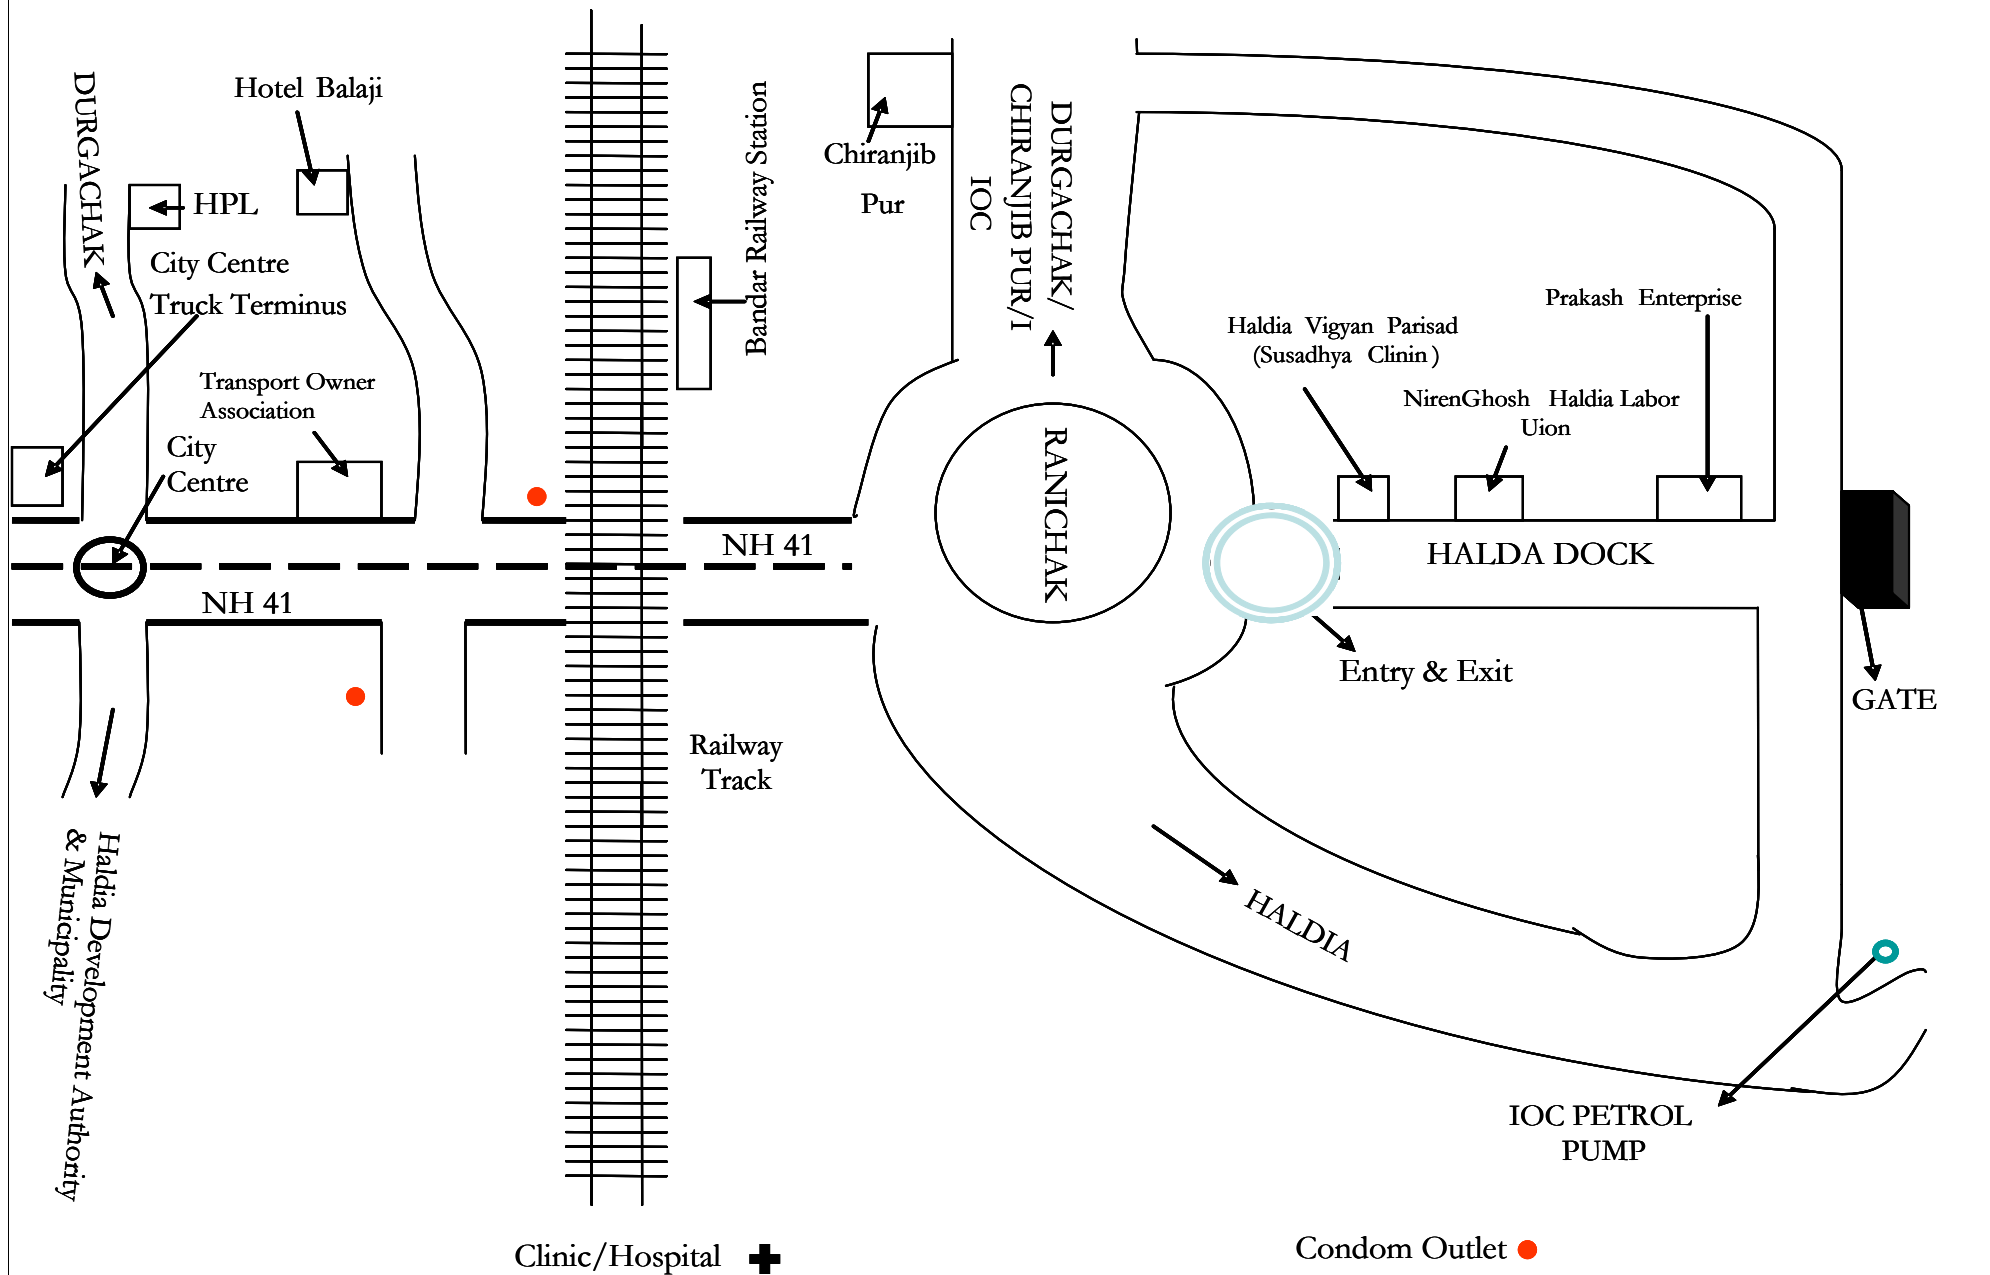 DURGACHAK
Hotel Balaji
HPL
City Centre
Truck Terminus
Transport Owner
Association
City
Centre
NH 41
Haldia Development Authority
& Municipality
Bandar Railway Station
NH 41
Railway
Track
Chiranjib
Pur
DURGACHAK/
CHIRANJIB PUR/I
IOC
RANICHAK
Haldia Vigyan Parisad
(Susadhya Clinin)
NirenGhosh Haldia Labor
Uion
Prakash Enterprise
HALDA DOCK
Entry & Exit
GATE
HALDIA
IOC PETROL
PUMP
Clinic/Hospital
Condom Outlet